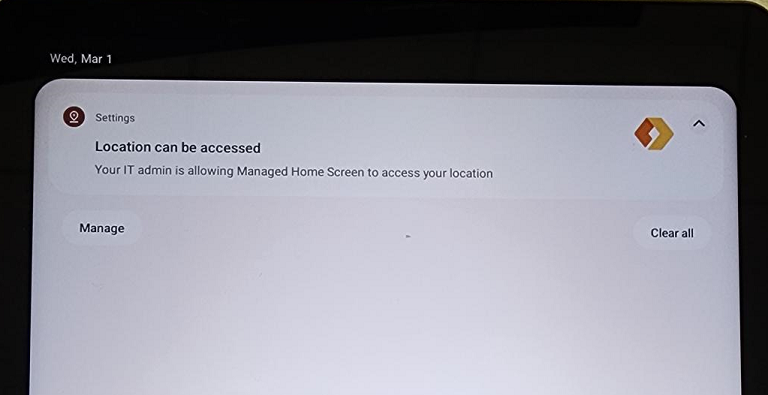 Wed, Mar 1
Settings
Location can be accessed
Your IT admin is allowing Managed Home Screen to access your location
Manage
Clear all